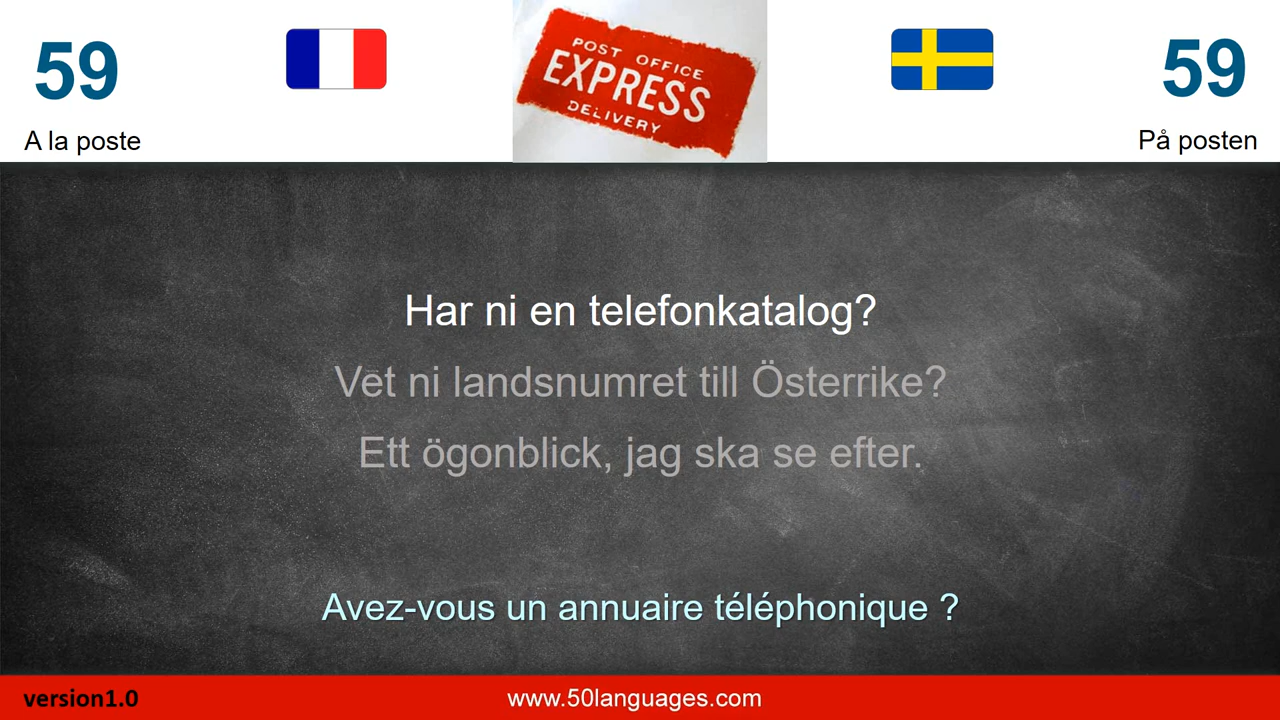 59
A la poste
POST OFFICE
EXPRESS
DELIVERY
59
På posten
Har ni en telefonkatalog?
Vet ni landsnumret till Österrike?
Ett ögonblick, jag ska se efter.
Avez-vous un annuaire téléphonique ?
version1.0
www.50languages.com